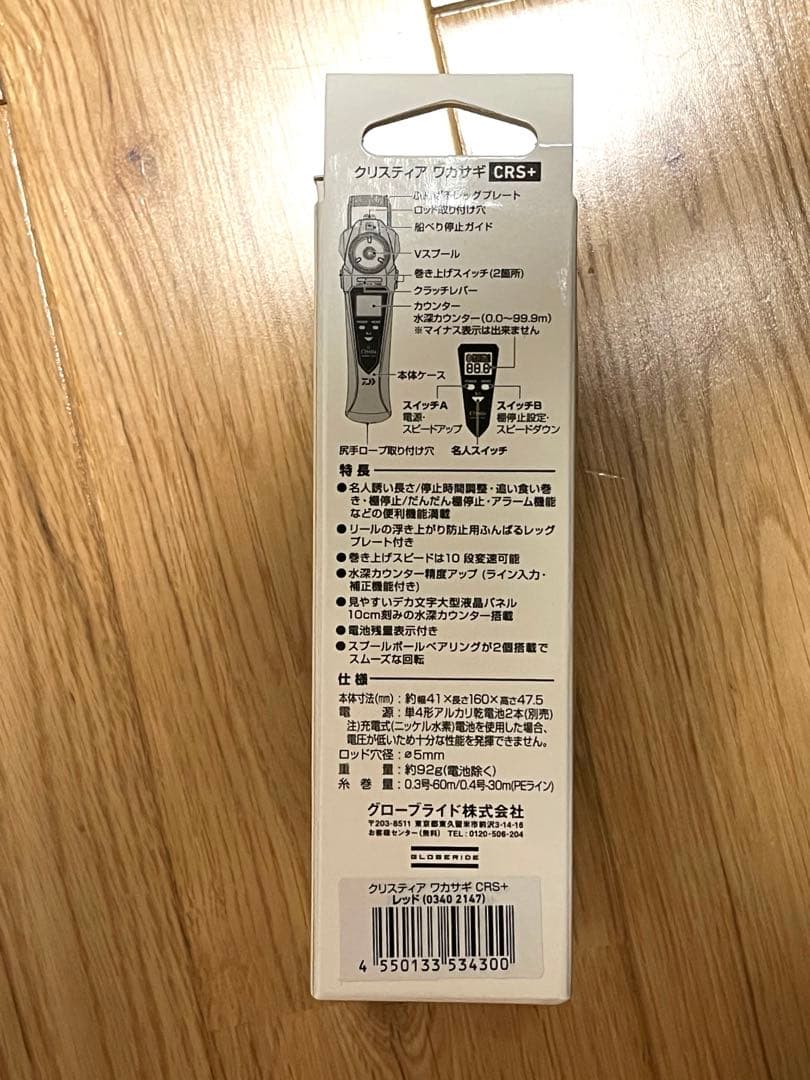 クリスティア ワカサギ CRS+
ふんばるレッグプレート
ロッド取り付け穴
船べり停止ガイド
Vスプール
巻き上げスイッチ(2箇所)
クラッチレバー
カウンター
水深カウンター(0.0〜99.9m)
※マイナス表示は出来ません
本体ケース
88.8
スイッチA
電源・
スピードアップ
スイッチB
棚停止設定・
スピードダウン
尻手ロープ取り付け穴
名人スイッチ
特長
●名人誘い長さ/停止時間調整・追い食い巻
き・棚停止/だんだん棚停止・アラーム機能
などの便利機能満載
●リールの浮き上がり防止用ふんばるレッグ
プレート付き
●巻き上げスピードは10段変速可能
●水深カウンター精度アップ(ライン入力・
補正機能付き)
●見やすいデカ文字大型液晶パネル
10cm刻みの水深カウンター搭載
●電池残量表示付き
●スプールボールベアリングが2個搭載で
スムーズな回転
仕様
本体寸法(mm):約幅41×長さ160×高さ47.5
電源:単4形アルカリ乾電池2本(別売)
注)充電式(ニッケル水素)電池を使用した場合、
電圧が低いため十分な性能を発揮できません。
ロッド穴径:ø5mm
重量:約92g(電池除く)
糸巻量:0.3号-60m/0.4号-30m(PEライン)
グローブライド株式会社
〒203-8511 東京都東久留米市前沢3-14-16
お客様センター(無料) TEL:0120-506-204
GLOBERIDE
クリスティア ワカサギ CRS+
レッド(0340 2147)
4 550133 534300